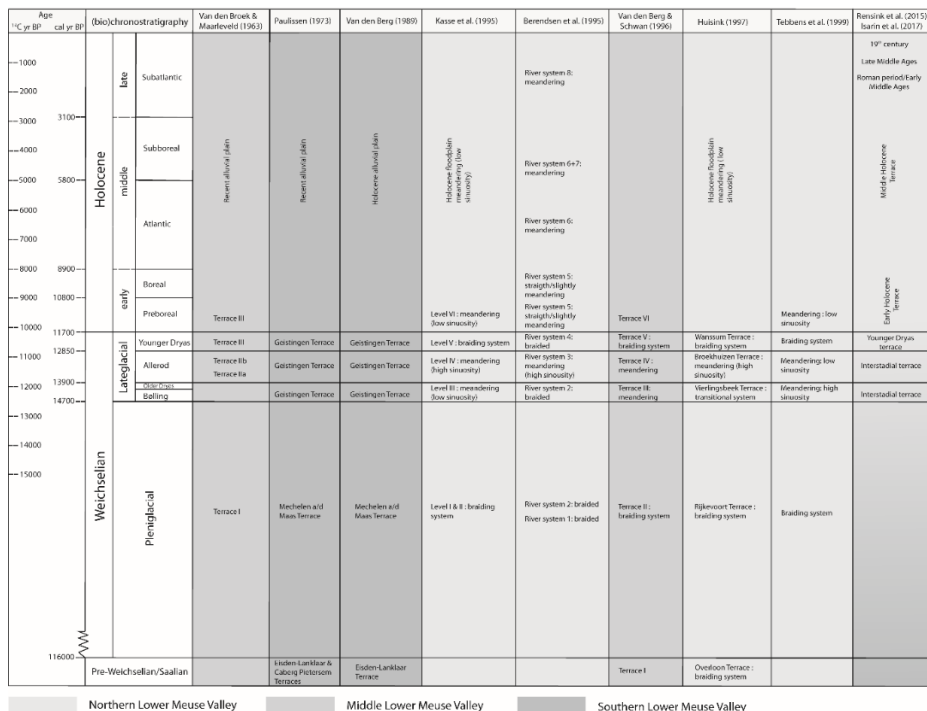 Age
¹⁴C yr BP cal yr BP
(bio)chronostratigraphy
Van den Broek &
Maarleveld (1963)
Paulissen (1973)
Van den Berg (1989)
Kasse et al. (1995)
Berendsen et al. (1995)
Van den Berg
& Schwan (1996)
Huisink (1997)
Tebbens et al. (1999)
Rensink et al. (2015)
Isarin et al. (2017)
1000
2000
3000
4000
5000
6000
7000
8000
9000
10000
11000
12000
13000
14000
15000
3100
5800
8900
10800
11700
12850
13900
14700
116000
Holocene
late
middle
early
Subatlantic
Subboreal
Atlantic
Boreal
Preboreal
Weichselian
Lateglacial
Younger Dryas
Allerød
Older Dryas
Bølling
Pleniglacial
Pre-Weichselian/Saalian
Recent alluvial plain
Terrace III
Terrace III
Terrace IIb
Terrace IIa
Terrace I
Recent alluvial plain
Geistingen Terrace
Geistingen Terrace
Geistingen Terrace
Mechelen a/d
Maas Terrace
Eisden-Lanklaar &
Caberg Pietersem
Terraces
Holocene alluvial plain
Geistingen Terrace
Geistingen Terrace
Geistingen Terrace
Mechelen a/d
Maas Terrace
Eisden-Lanklaar
Terrace
Holocene floodplain
meandering (low
sinuosity)
Level VI : meandering
(low sinuosity)
Level V : braiding system
Level IV : meandering
(high sinuosity)
Level III : meandering
(low sinuosity)
Level I & II : braiding
system
River system 8:
meandering
River system 6+7:
meandering
River system 6:
meandering
River system 5:
straigth/slightly
meandering
River system 5:
straigth/slightly
meandering
River system 4:
braided
River system 3:
meandering
(high sinuosity)
River system 2:
braided
River system 2: braided
River system 1: braided
Terrace VI
Terrace V :
braiding system
Terrace IV :
meandering
Terrace III:
meandering
Terrace II :
braiding system
Terrace I
Holocene floodplain
meandering ( low
sinuosity)
Wanssum Terrace :
braiding system
Broekhuizen Terrace :
meandering (high
sinuosity)
Vierlingsbeek Terrace :
transitional system
Rijkevoort Terrace :
braiding system
Overloon Terrace :
braiding system
Meandering : low
sinuosity
Braiding system
Meandering; low
sinuosity
Meandering; high
sinuosity
Braiding system
19th century
Late Middle Ages
Roman period/Early
Middle Ages
Middle Holocene
Terrace
Early Holocene
Terrace
Younger Dryas
terrace
Interstadial terrace
Interstadial terrace
Northern Lower Meuse Valley
Middle Lower Meuse Valley
Southern Lower Meuse Valley